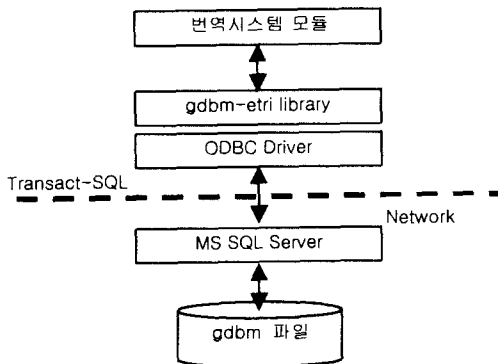 번역시스템 모듈
gdbm-etri library
ODBC Driver
Transact-SQL
Network
MS SQL Server
gdbm 파일